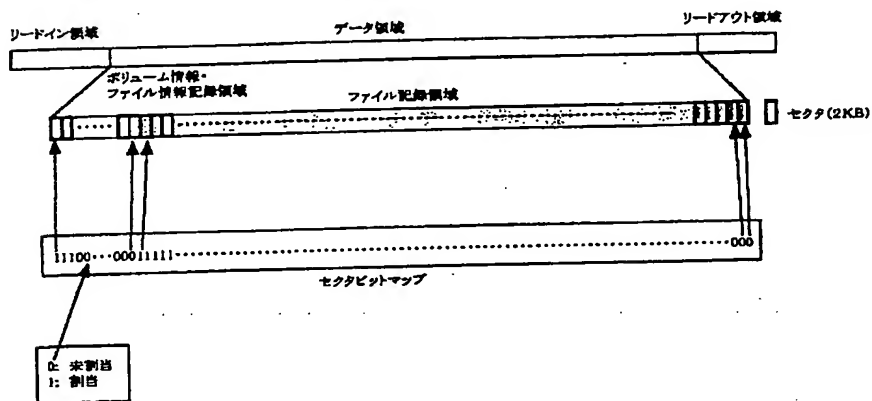 リードイン領域
データ領域
リードアウト領域
ボリューム情報・
ファイル情報記録領域
ファイル記録領域
セクタ(2KB)
11100・・・00011111・・・・・・000
セクタビットマップ
0: 未割当
1: 割当